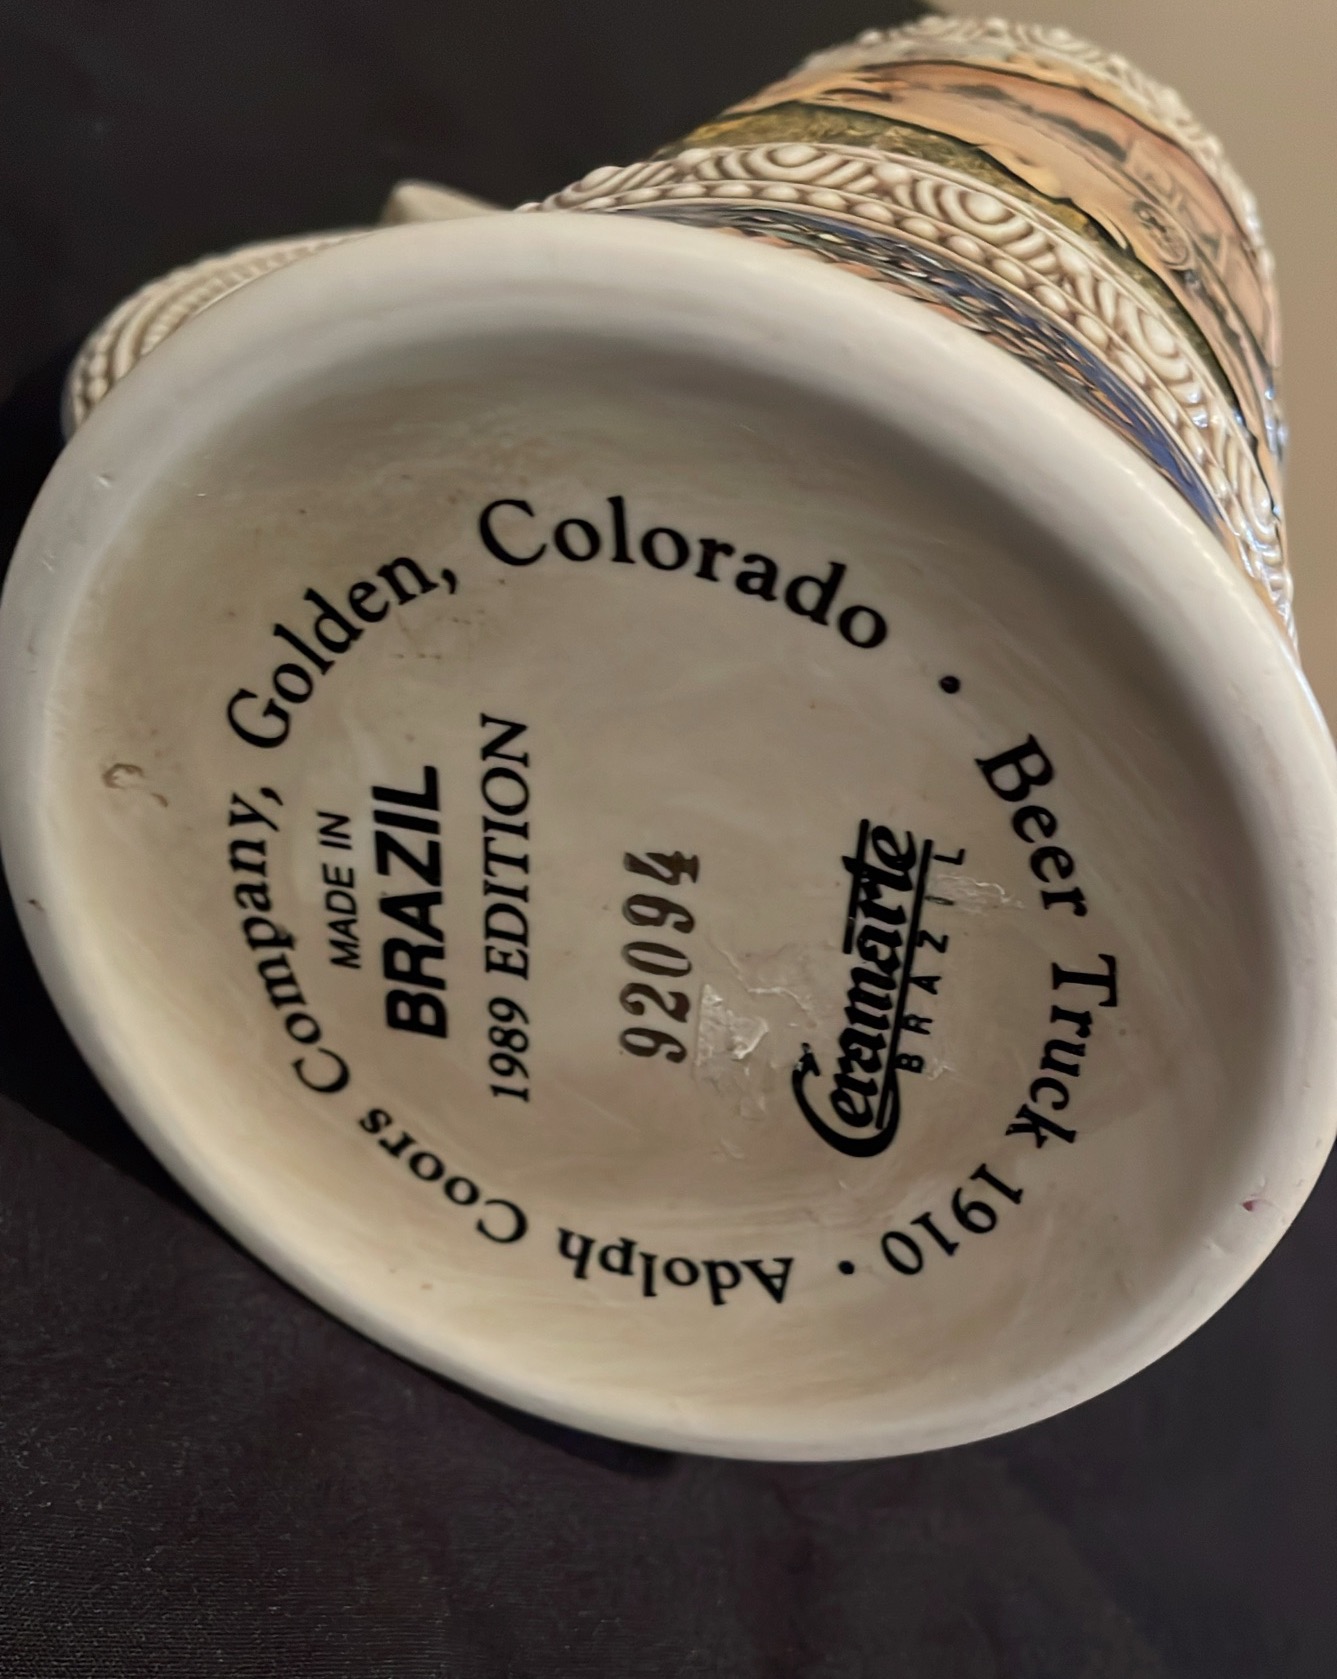 Beer Truck 1910 • Adolph Coors Company, Golden, Colorado •
MADE IN
BRAZIL
1989 EDITION
92094
Ceramarte
BRAZIL